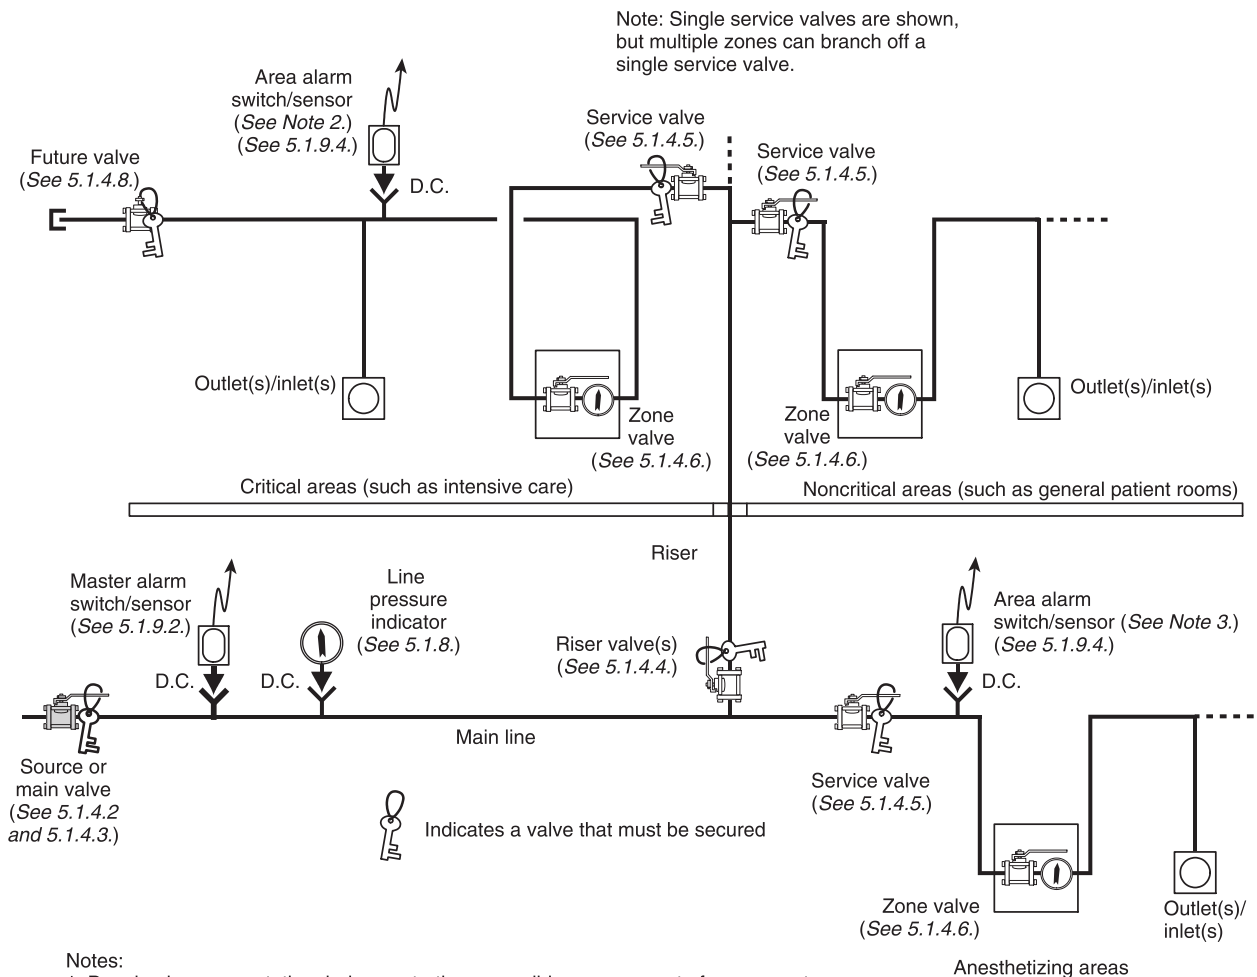 Note: Single service valves are shown,
but multiple zones can branch off a
single service valve.
Area alarm
switch/sensor
(See Note 2.)
(See 5.1.9.4.)
Service valve
(See 5.1.4.5.)
Service valve
(See 5.1.4.5.)
Future valve
(See 5.1.4.8.)
D.C.
Outlet(s)/inlet(s)
Zone
valve
(See 5.1.4.6.)
Zone
valve
(See 5.1.4.6.)
Outlet(s)/inlet(s)
Critical areas (such as intensive care)
Noncritical areas (such as general patient rooms)
Riser
Master alarm
switch/sensor
(See 5.1.9.2.)
Line
pressure
indicator
(See 5.1.8.)
Riser valve(s)
(See 5.1.4.4.)
Area alarm
switch/sensor (See Note 3.)
(See 5.1.9.4.)
D.C.
D.C.
D.C.
Main line
Source or
main valve
(See 5.1.4.2
and 5.1.4.3.)
Service valve
(See 5.1.4.5.)
Indicates a valve that must be secured
Zone valve
(See 5.1.4.6.)
Outlet(s)/
inlet(s)
Notes:
Anesthetizing areas